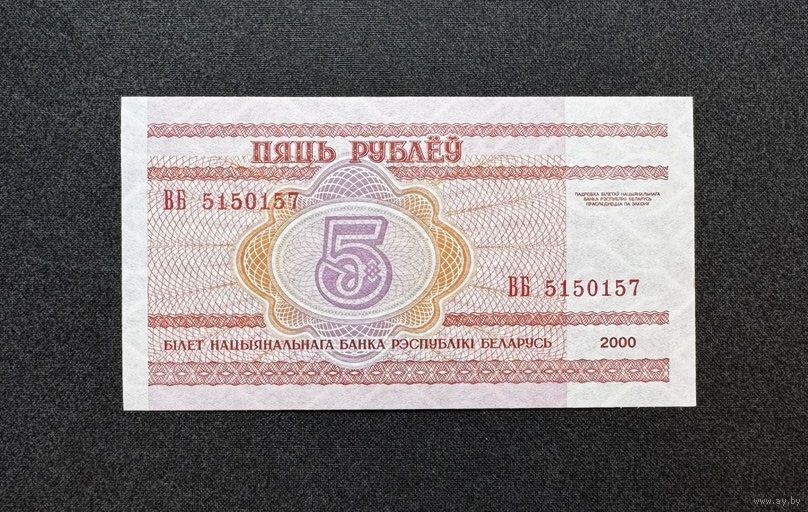 ПЯЦЬ РУБЛЁЎ
ВБ 5150157
ПАДРОБКА БІЛЕТАЎ НАЦЫЯНАЛЬНАГА
БАНКА РЭСПУБЛІКІ БЕЛАРУСЬ
ПРАСЛЕДУЕЦЦА ПА ЗАКОНУ
5
ВБ 5150157
БІЛЕТ НАЦЫЯНАЛЬНАГА БАНКА РЭСПУБЛІКІ БЕЛАРУСЬ 2000
www.ay.by